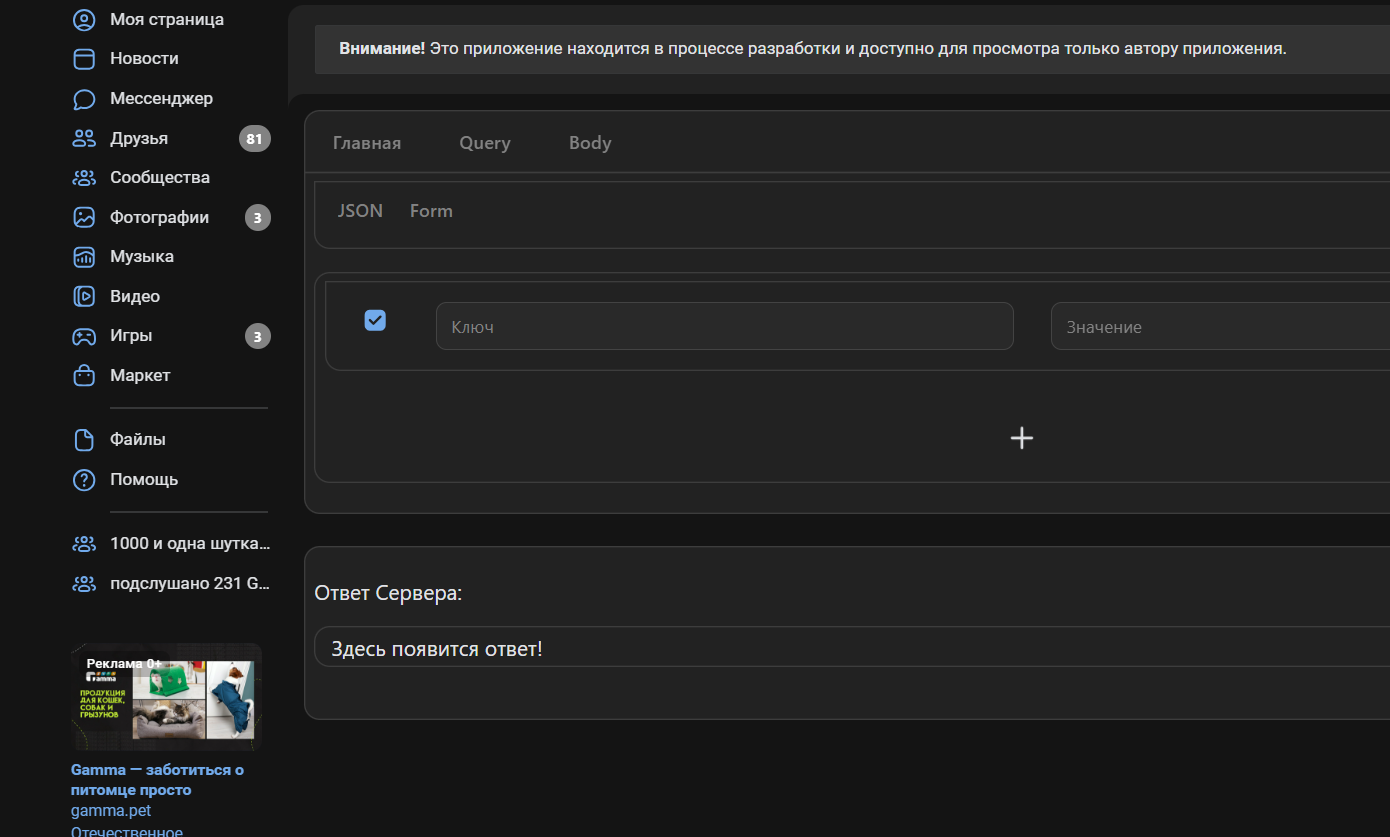 Моя страница
Новости
Мессенджер
Друзья 81
Сообщества
Фотографии 3
Музыка
Видео
Игры 3
Маркет
Файлы
Помощь
1000 и одна шутка...
подслушано 231 G...
Реклама 0+
Gamma
ПРОДУКЦИЯ
ДЛЯ КОШЕК,
СОБАК И
ГРЫЗУНОВ
Gamma — заботиться о
питомце просто
gamma.pet
Отечественное
Внимание! Это приложение находится в процессе разработки и доступно для просмотра только автору приложения.
Главная Query Body
JSON Form
Ключ Значение
Ответ Сервера:
Здесь появится ответ!